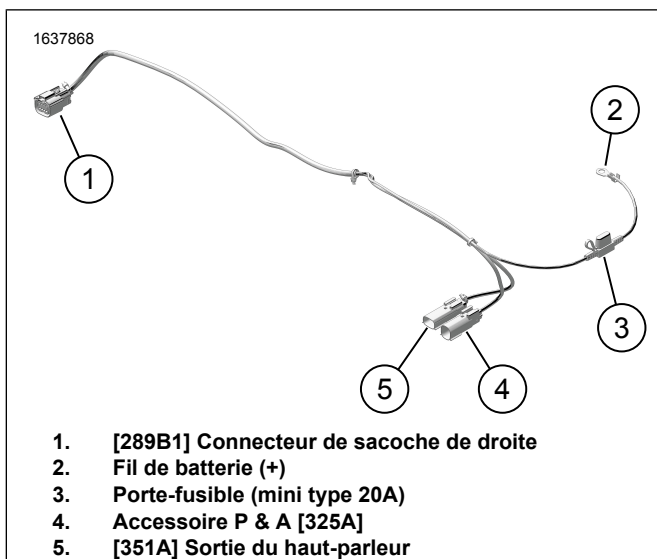 1637868
1
2
3
5
4
1. [289B1] Connecteur de sacoche de droite
2. Fil de batterie (+)
3. Porte-fusible (mini type 20A)
4. Accessoire P & A [325A]
5. [351A] Sortie du haut-parleur